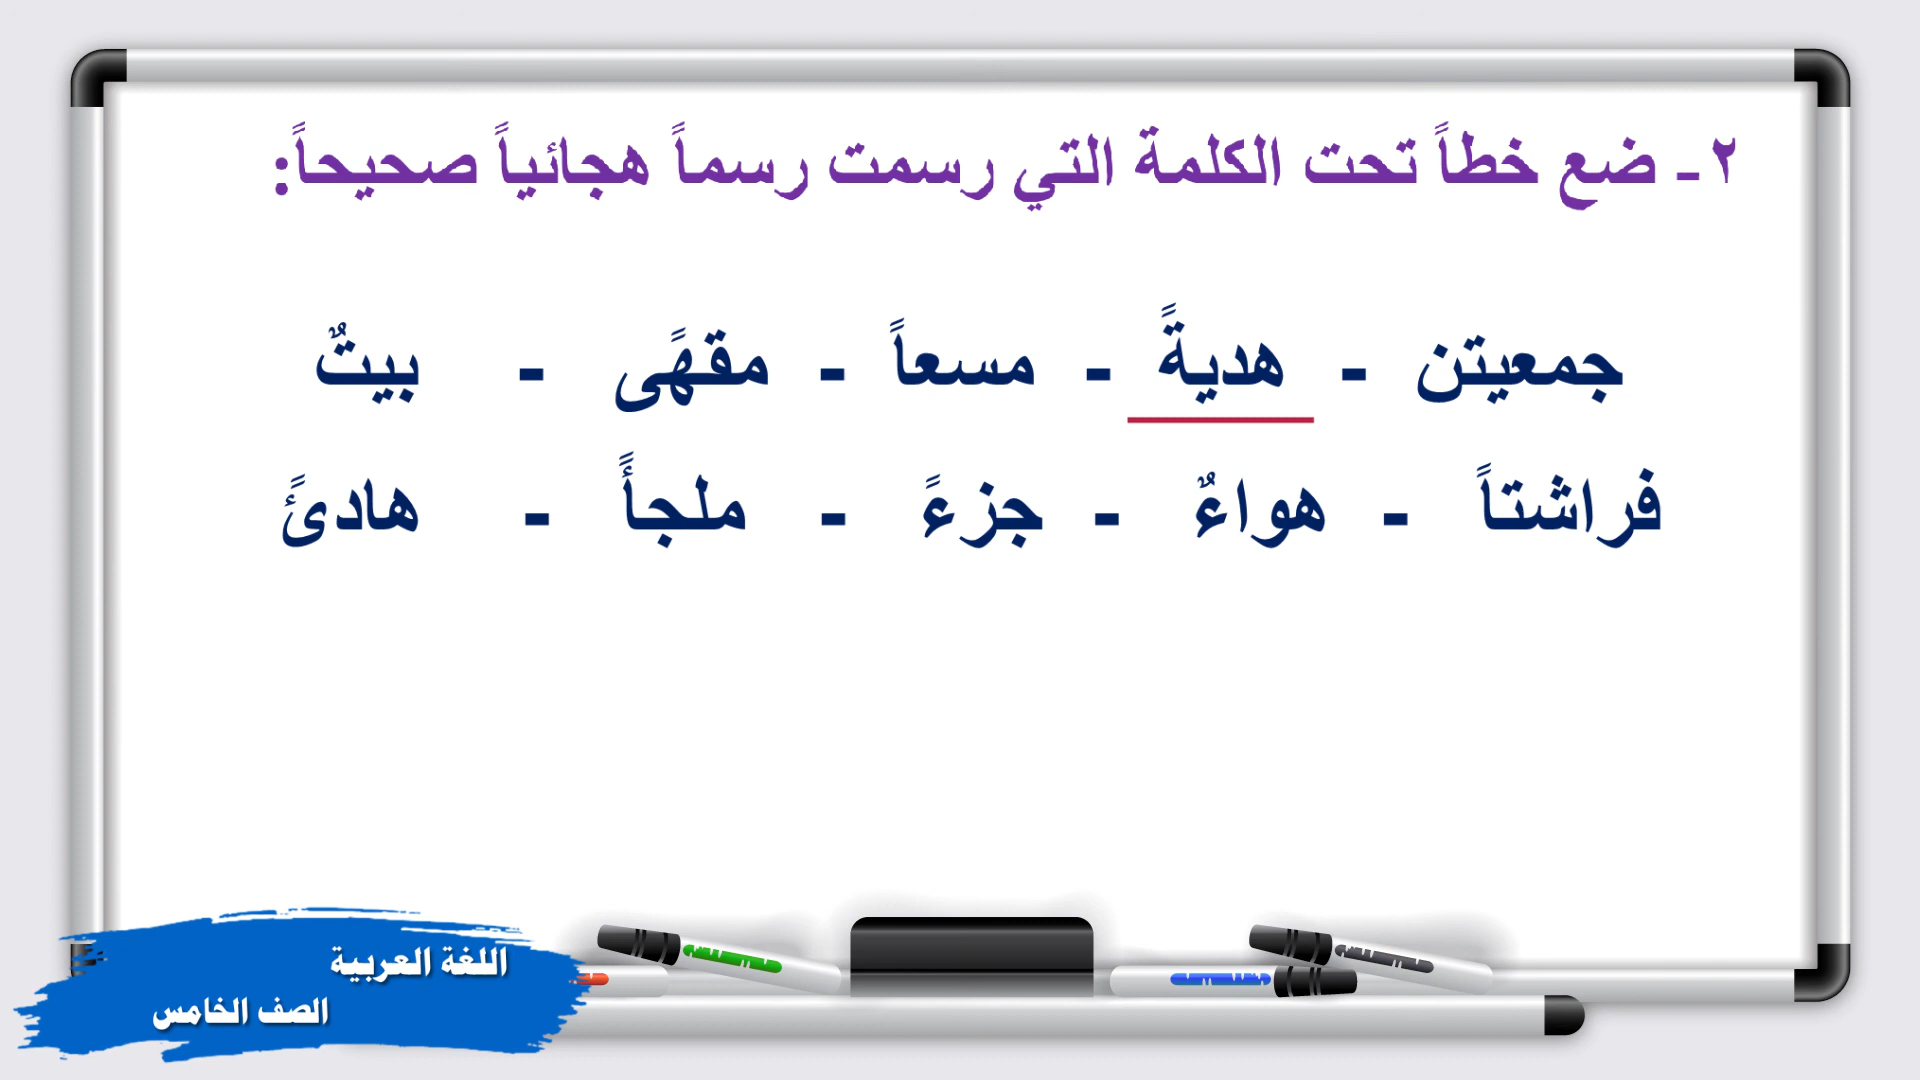 ٢- ضع خطاً تحت الكلمة التي رسمت رسماً هجائياً صحيحاً:
جمعيتن - هديةً - مسعاً - مقهًى - بيتٌ
فراشتاً - هواءٌ - جزءً - ملجأً - هادئً
اللغة العربية
الصف الخامس